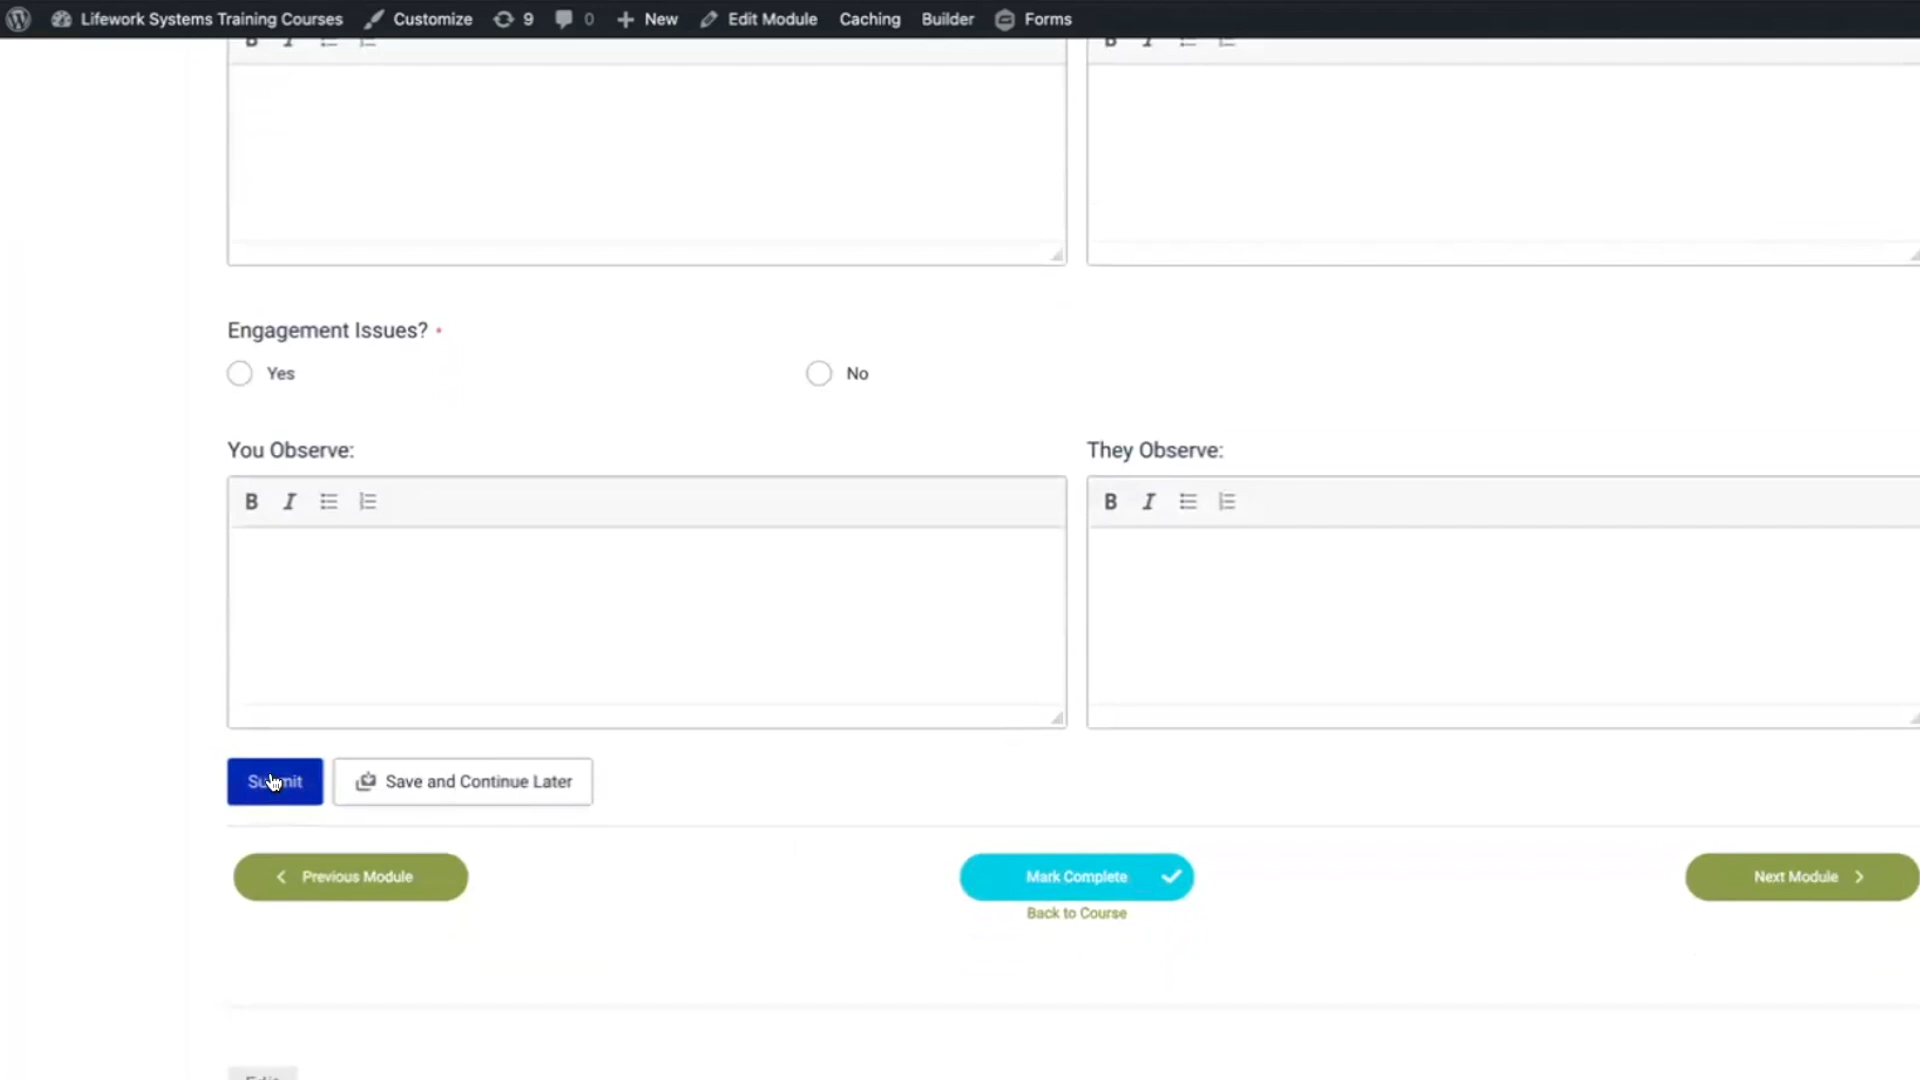 Lifework Systems Training Courses Customize 9 0 New Edit Module Caching Builder Forms
B I B I
Engagement Issues? *
Yes No
You Observe: They Observe:
B I B I
Submit Save and Continue Later
Previous Module Mark Complete Next Module
Back to Course
Edit